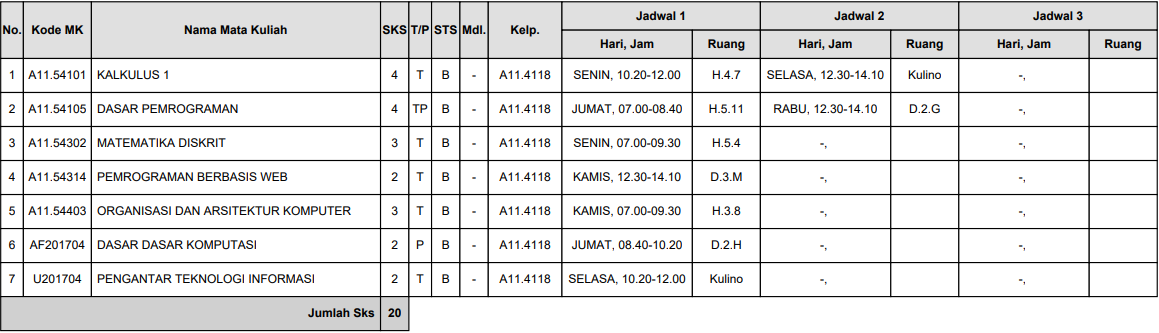 No. Kode MK Nama Mata Kuliah SKS T/P STS Mdl. Kelp. Jadwal 1 Jadwal 2 Jadwal 3
Hari, Jam Ruang Hari, Jam Ruang Hari, Jam Ruang
1 A11.54101 KALKULUS 1 4 T B - A11.4118 SENIN, 10.20-12.00 H.4.7 SELASA, 12.30-14.10 Kulino -,
2 A11.54105 DASAR PEMROGRAMAN 4 TP B - A11.4118 JUMAT, 07.00-08.40 H.5.11 RABU, 12.30-14.10 D.2.G -,
3 A11.54302 MATEMATIKA DISKRIT 3 T B - A11.4118 SENIN, 07.00-09.30 H.5.4 -, -,
4 A11.54314 PEMROGRAMAN BERBASIS WEB 2 T B - A11.4118 KAMIS, 12.30-14.10 D.3.M -, -,
5 A11.54403 ORGANISASI DAN ARSITEKTUR KOMPUTER 3 T B - A11.4118 KAMIS, 07.00-09.30 H.3.8 -, -,
6 AF201704 DASAR DASAR KOMPUTASI 2 P B - A11.4118 JUMAT, 08.40-10.20 D.2.H -, -,
7 U201704 PENGANTAR TEKNOLOGI INFORMASI 2 T B - A11.4118 SELASA, 10.20-12.00 Kulino -, -,
Jumlah Sks 20